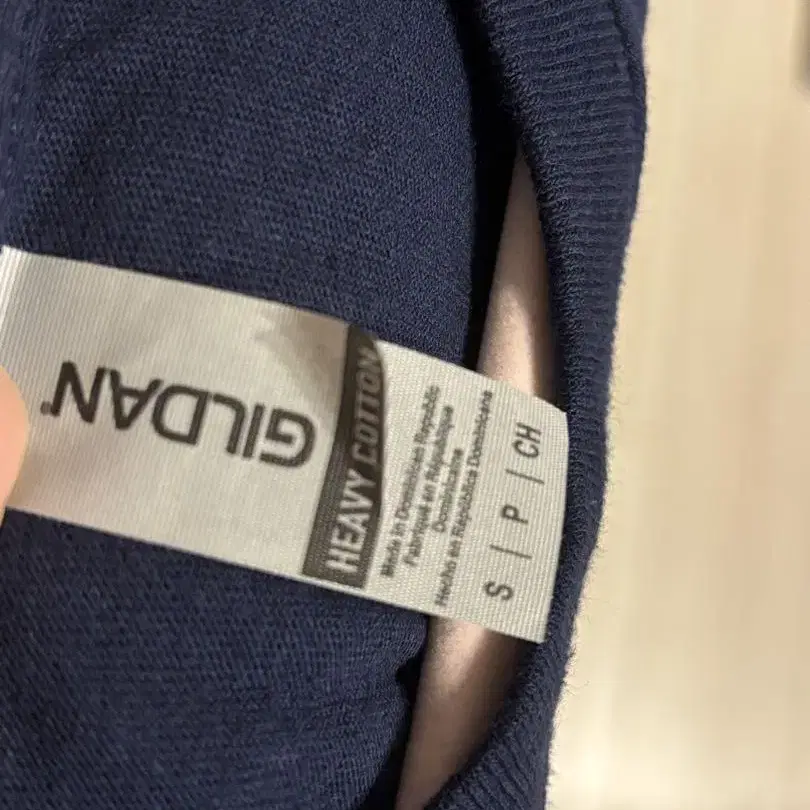 GILDAN®
HEAVY COTTON
Made in Dominican Republic
Fabriqué en République
Dominicaine
Hecho en República Dominicana
S | P | CH